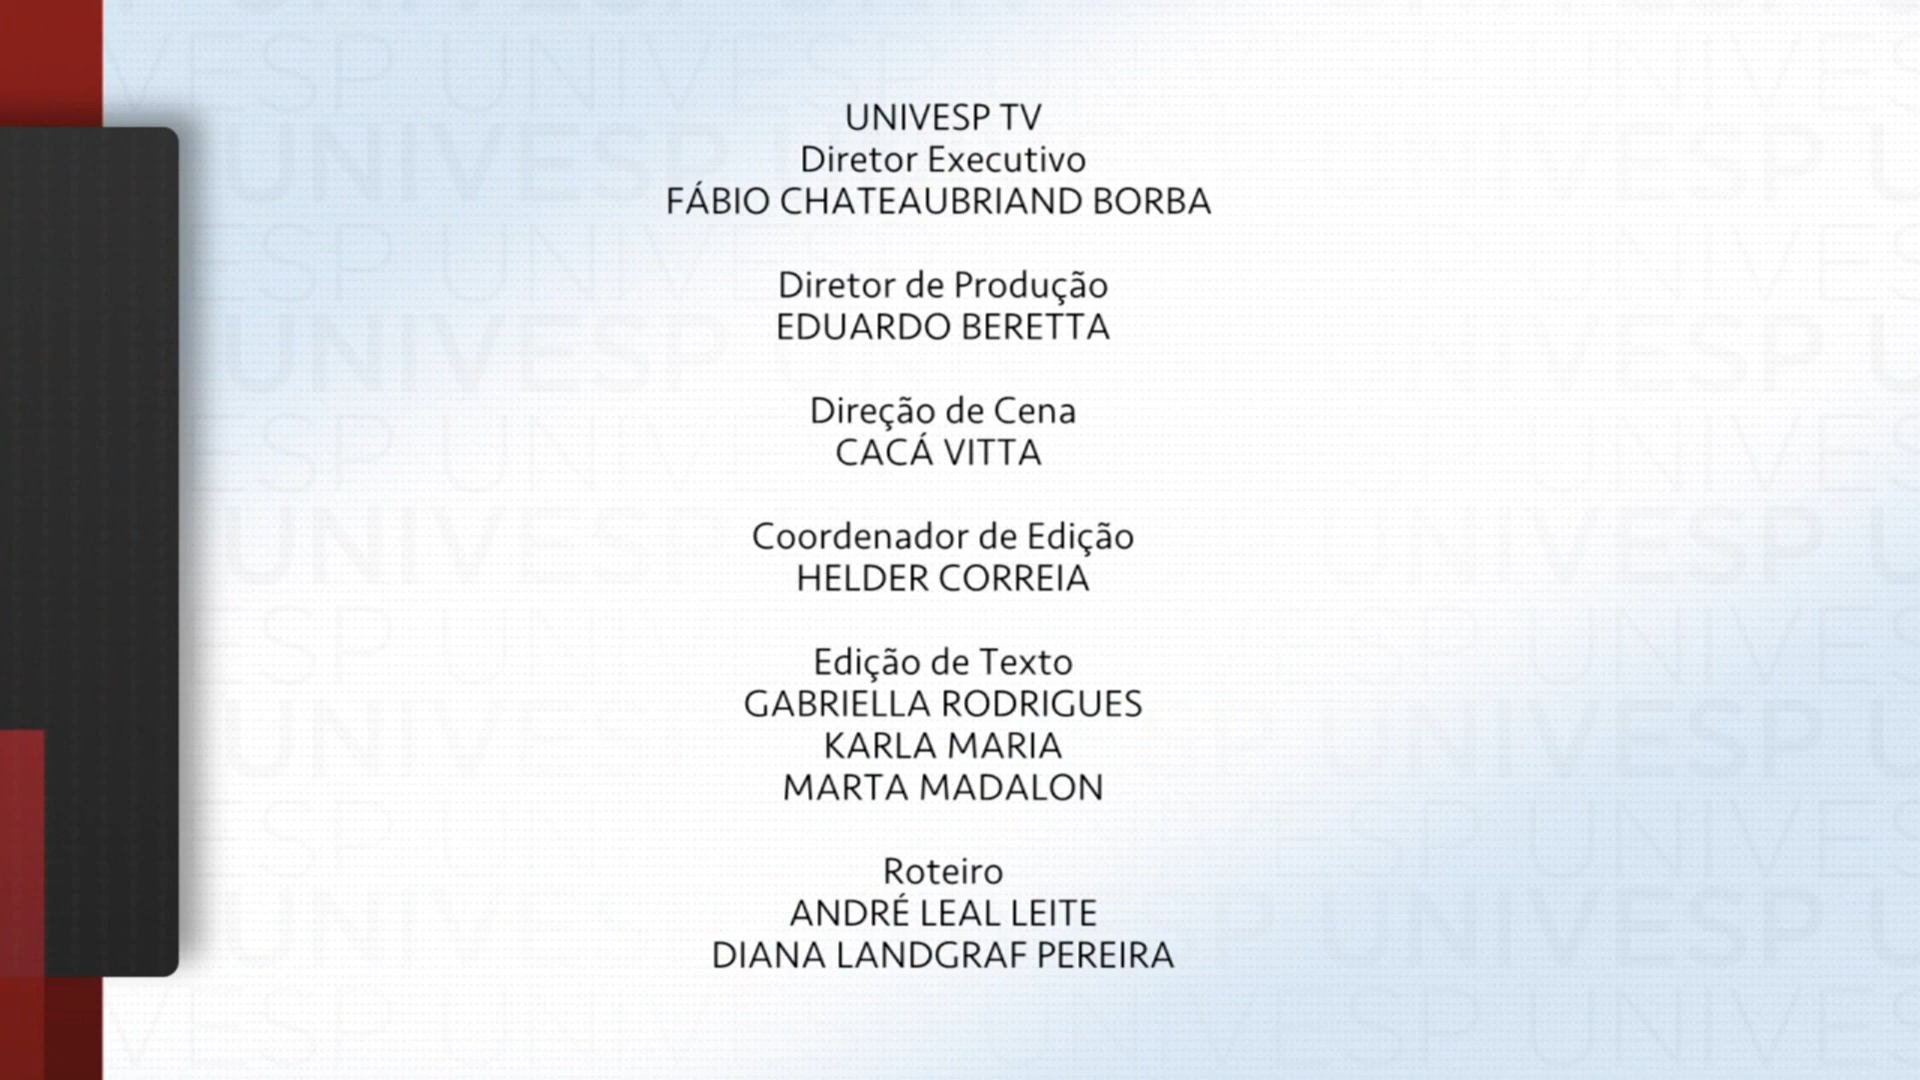 UNIVESP TV
Diretor Executivo
FÁBIO CHATEAUBRIAND BORBA
Diretor de Produção
EDUARDO BERETTA
Direção de Cena
CACÁ VITTA
Coordenador de Edição
HELDER CORREIA
Edição de Texto
GABRIELLA RODRIGUES
KARLA MARIA
MARTA MADALON
Roteiro
ANDRÉ LEAL LEITE
DIANA LANDGRAF PEREIRA